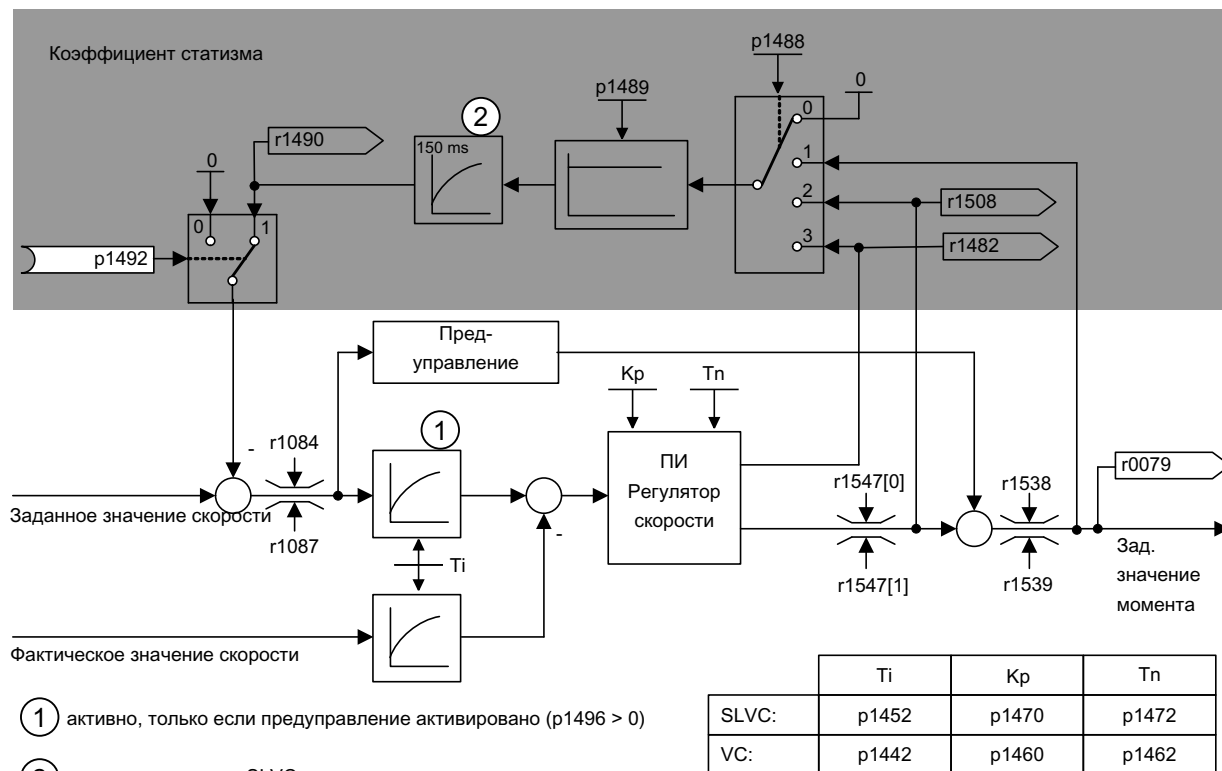 Коэффициент статизма
p1488
0
p1489
0
2
150 ms
r1490
1
0
2
r1508
0
1
3
r1482
p1492
Пред-
управление
Kp
Tn
1
-
r1084
ПИ
Регулятор
скорости
r1547[0]
r1538
r0079
Заданное значение скорости
r1087
-
Ti
r1547[1]
r1539
Зад.
значение
момента
Фактическое значение скорости
Ti
Kp
Tn
1 активно, только если предуправление активировано (p1496 > 0)
SLVC:
p1452
p1470
p1472
VC:
p1442
p1460
p1462